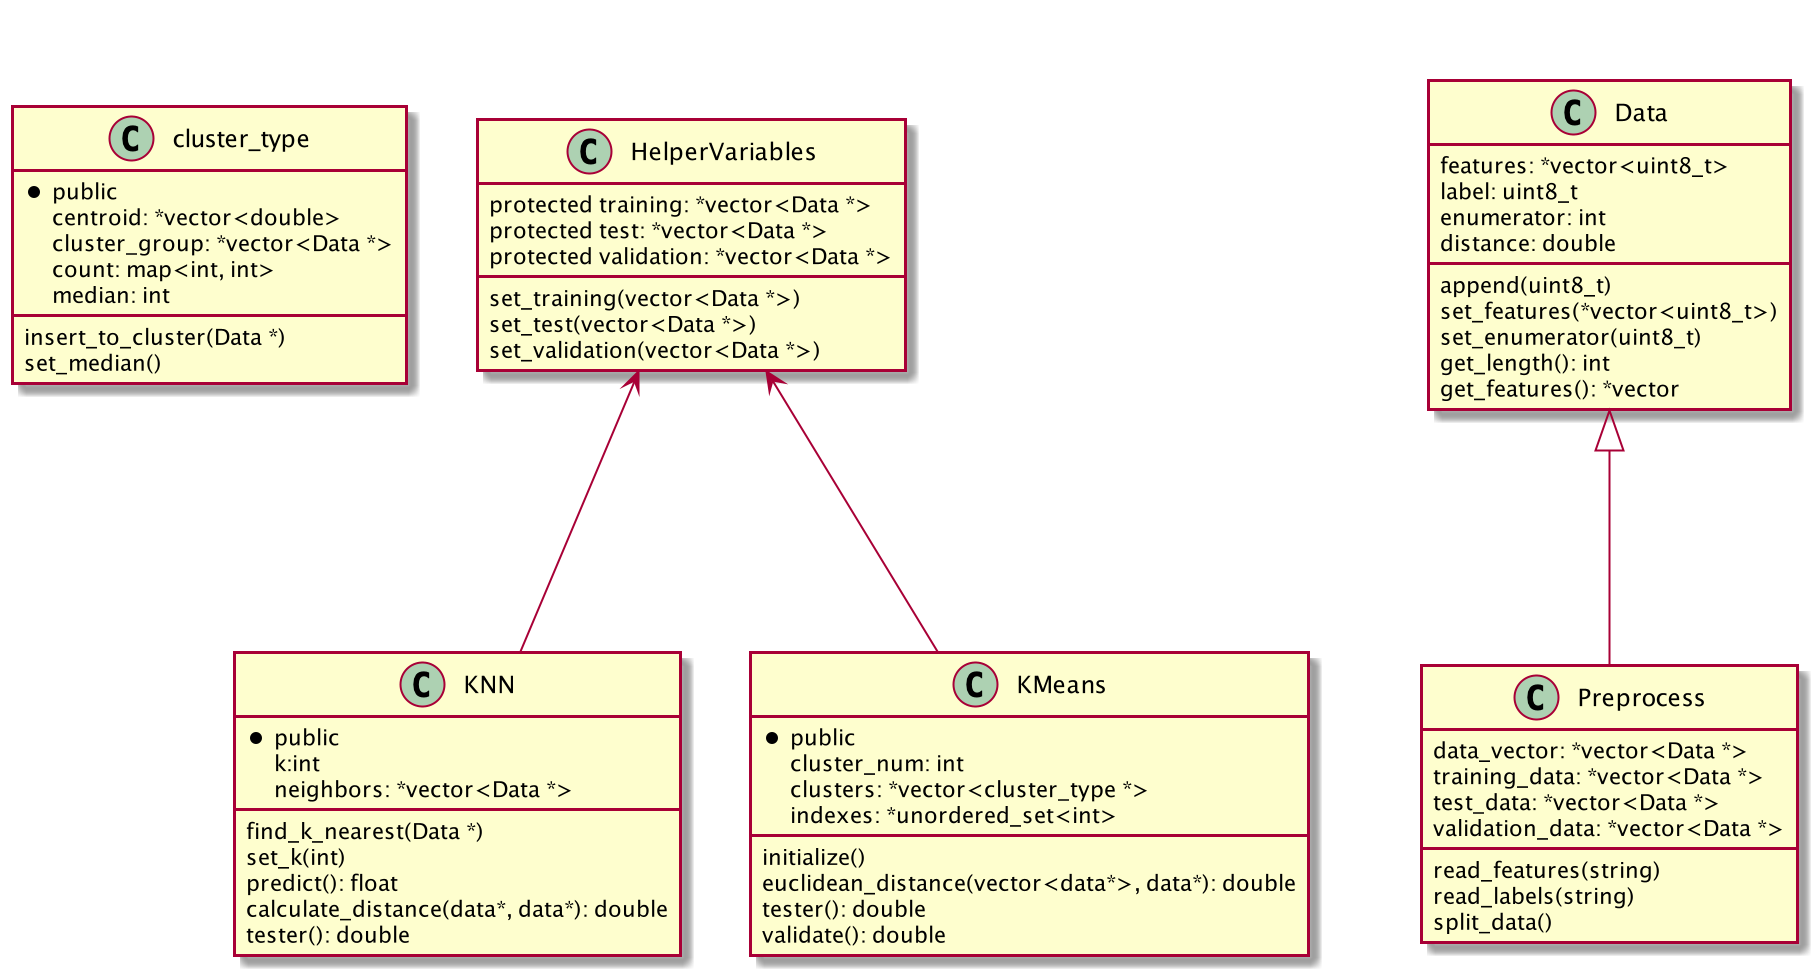 C cluster_type
public
centroid: *vector<double>
cluster_group: *vector<Data *>
count: map<int, int>
median: int
insert_to_cluster(Data *)
set_median()
C HelperVariables
protected training: *vector<Data *>
protected test: *vector<Data *>
protected validation: *vector<Data *>
set_training(vector<Data *>)
set_test(vector<Data *>)
set_validation(vector<Data *>)
C Data
features: *vector<uint8_t>
label: uint8_t
enumerator: int
distance: double
append(uint8_t)
set_features(*vector<uint8_t>)
set_enumerator(uint8_t)
get_length(): int
get_features(): *vector
C KNN
public
k:int
neighbors: *vector<Data *>
find_k_nearest(Data *)
set_k(int)
predict(): float
calculate_distance(data*, data*): double
tester(): double
C KMeans
public
cluster_num: int
clusters: *vector<cluster_type *>
indexes: *unordered_set<int>
initialize()
euclidean_distance(vector<data*>, data*): double
tester(): double
validate(): double
C Preprocess
data_vector: *vector<Data *>
training_data: *vector<Data *>
test_data: *vector<Data *>
validation_data: *vector<Data *>
read_features(string)
read_labels(string)
split_data()